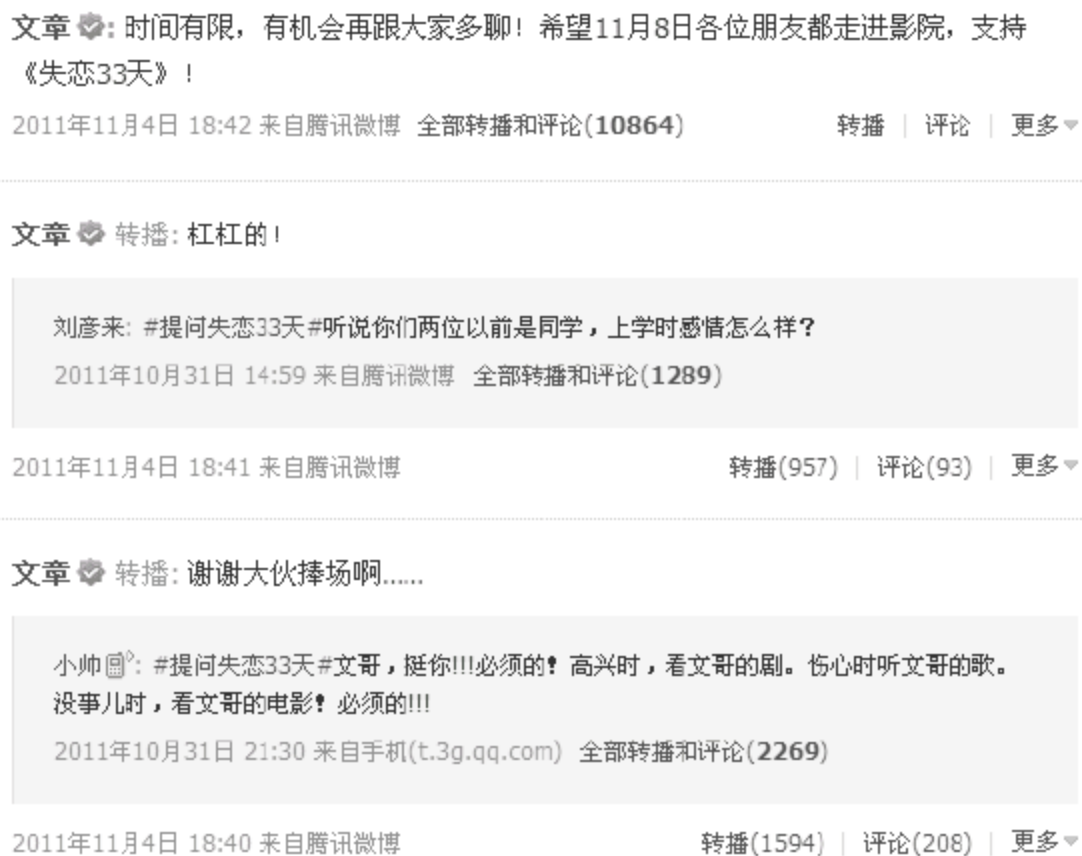 文章: 时间有限，有机会再跟大家多聊！希望11月8日各位朋友都走进影院，支持
《失恋33天》！
2011年11月4日 18:42 来自腾讯微博 全部转播和评论(10864) 转播 | 评论 | 更多
文章 转播: 杠杠的！
刘彦来: #提问失恋33天#听说你们两位以前是同学，上学时感情怎么样？
2011年10月31日 14:59 来自腾讯微博 全部转播和评论(1289)
2011年11月4日 18:41 来自腾讯微博 转播(957) | 评论(93) | 更多
文章 转播: 谢谢大伙捧场啊……
小帅: #提问失恋33天#文哥，挺你!!!必须的！高兴时，看文哥的剧。伤心时听文哥的歌。
没事儿时，看文哥的电影！必须的!!!
2011年10月31日 21:30 来自手机(t.3g.qq.com) 全部转播和评论(2269)
2011年11月4日 18:40 来自腾讯微博 转播(1594) | 评论(208) | 更多